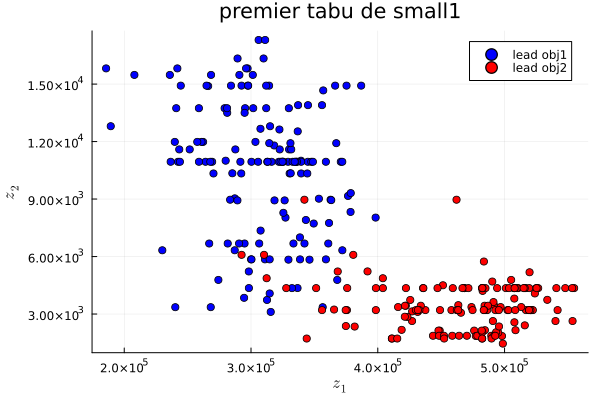 premier tabu de small1
lead obj1
lead obj2
1.50×10⁴
1.20×10⁴
9.00×10³
6.00×10³
3.00×10³
z₂
2.0×10⁵ 3.0×10⁵ 4.0×10⁵ 5.0×10⁵
z₁